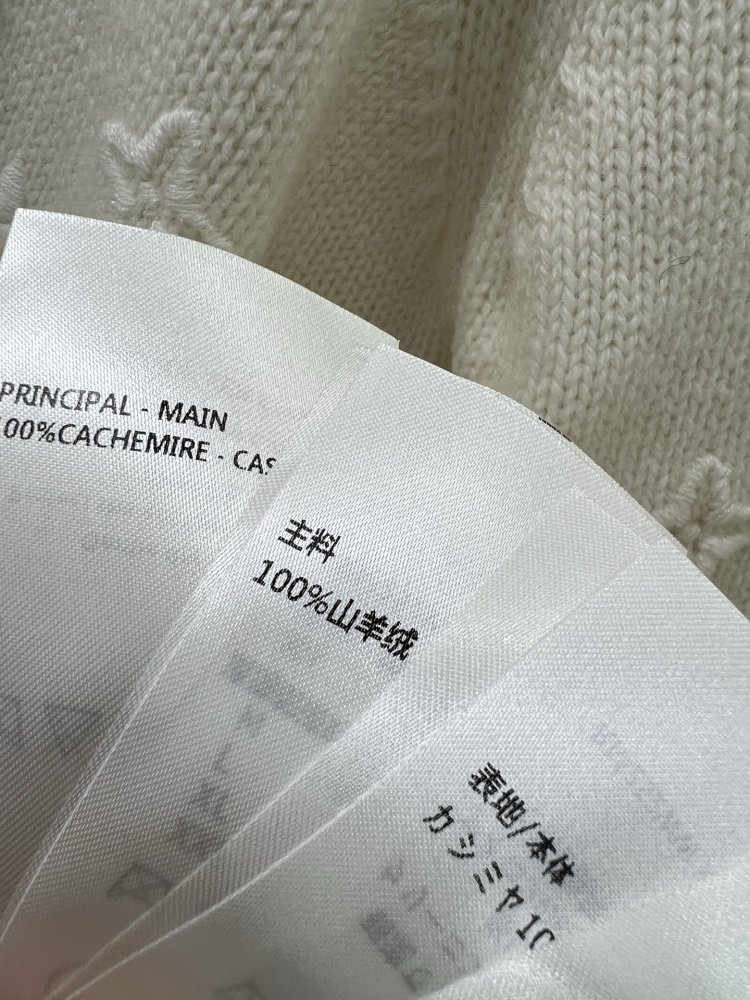 PRINCIPAL - MAIN
00%CACHEMIRE - CAS
主料
100%山羊绒
表地/本体
カシミヤ10